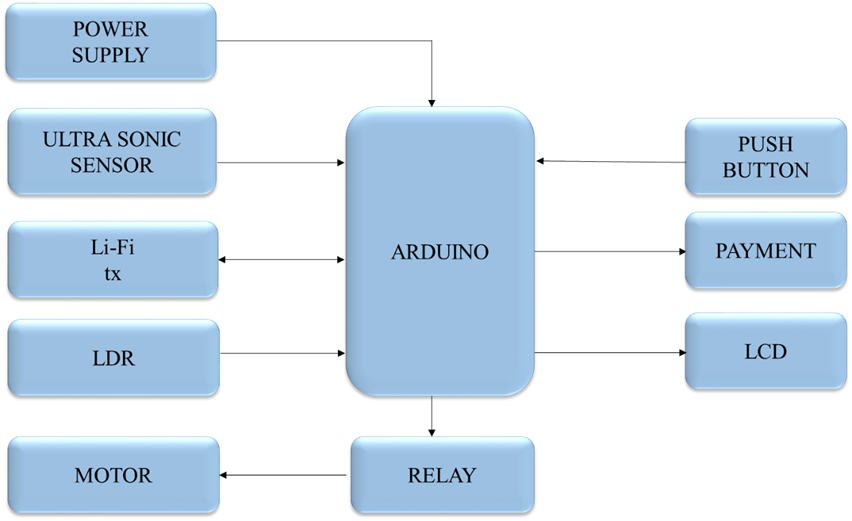 POWER
SUPPLY
ULTRA SONIC
SENSOR
Li-Fi
tx
LDR
MOTOR
ARDUINO
RELAY
PUSH
BUTTON
PAYMENT
LCD